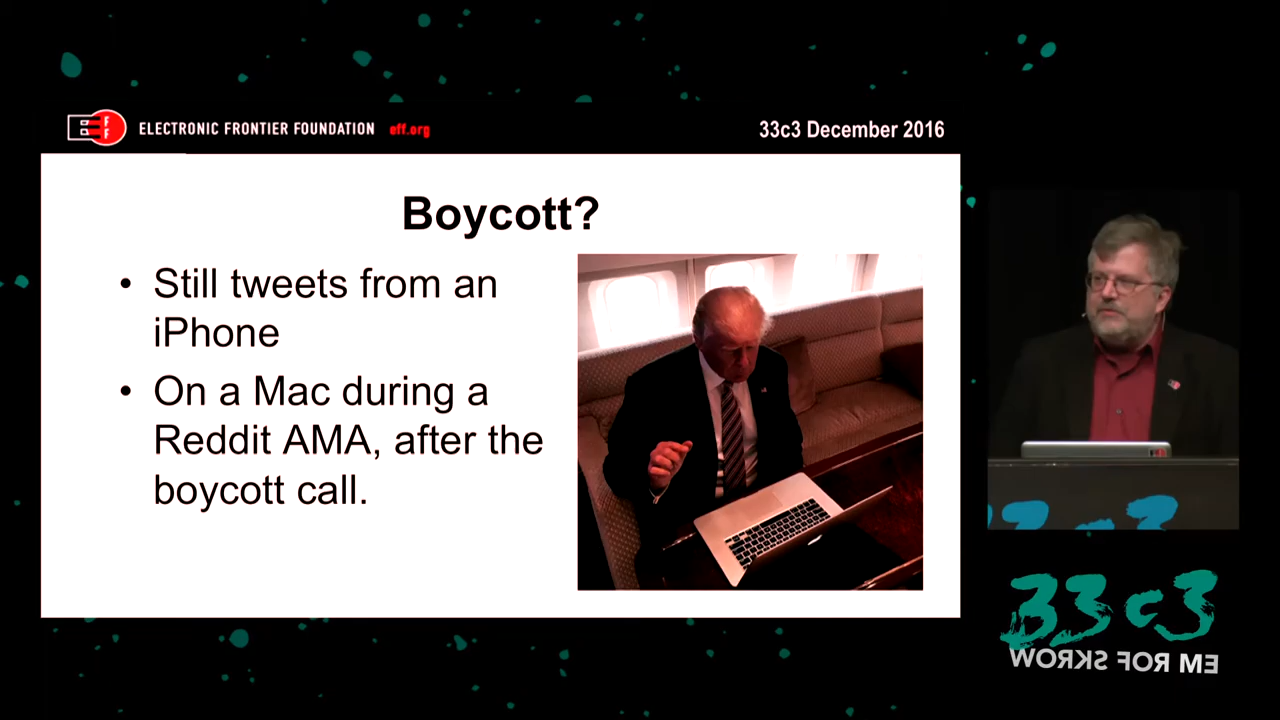 ELECTRONIC FRONTIER FOUNDATION eff.org
33c3 December 2016
Boycott?
• Still tweets from an
iPhone
• On a Mac during a
Reddit AMA, after the
boycott call.
33c3
WORKS FOR ME